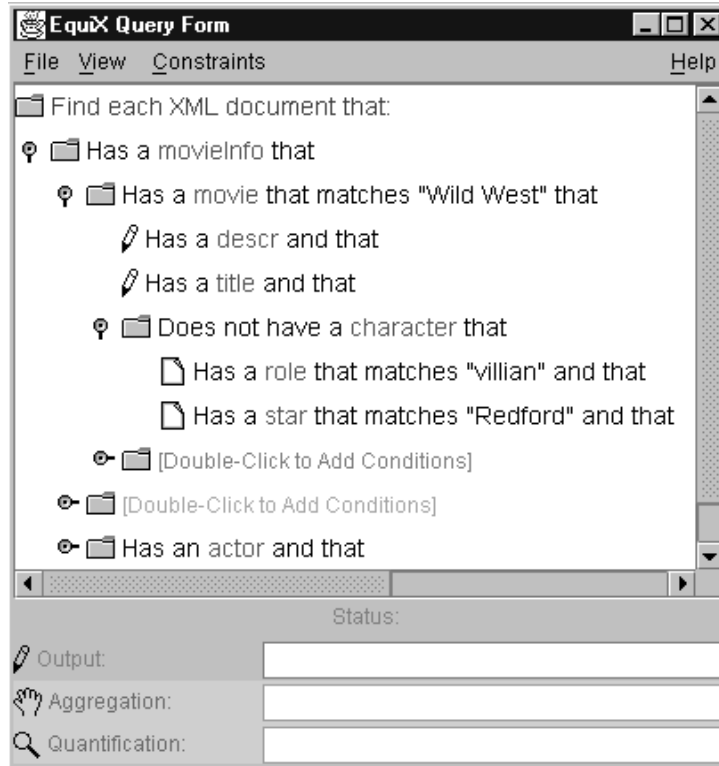 EquiX Query Form
File View Constraints Help
Find each XML document that:
Has a movieInfo that
Has a movie that matches "Wild West" that
Has a descr and that
Has a title and that
Does not have a character that
Has a role that matches "villian" and that
Has a star that matches "Redford" and that
[Double-Click to Add Conditions]
[Double-Click to Add Conditions]
Has an actor and that
Status:
Output:
Aggregation:
Quantification: